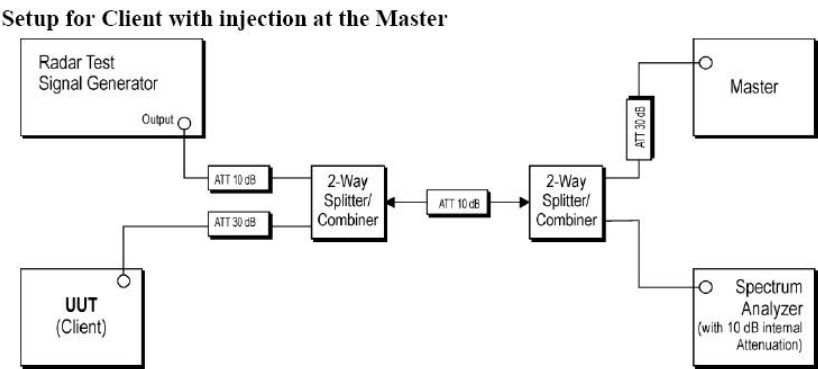 Setup for Client with injection at the Master
Radar Test
Signal Generator
Output
Master
ATT 30 dB
ATT 10 dB
2-Way
Splitter/
Combiner
ATT 10 dB
2-Way
Splitter/
Combiner
ATT 30 dB
UUT
(Client)
Spectrum
Analyzer
(with 10 dB internal
Attenuation)